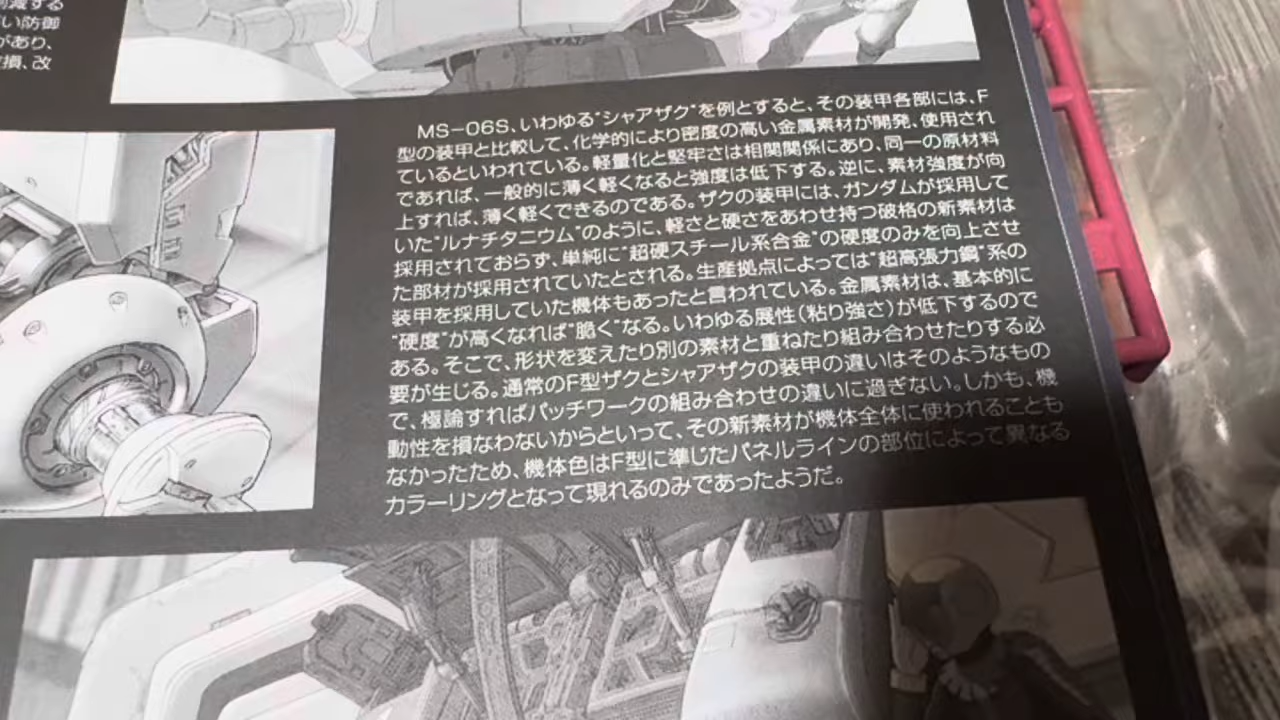 削減する
い防御
があり、
損、改
MS-06S、いわゆる"シャアザク"を例とすると、その装甲各部には、F
型の装甲と比較して、化学的により密度の高い金属素材が開発、使用され
ているといわれている。軽量化と堅牢さは相関関係にあり、同一の原材料
であれば、一般的に薄く軽くなると強度は低下する。逆に、素材強度が向
上すれば、薄く軽くできるのである。ザクの装甲には、ガンダムが採用して
いた"ルナチタニウム"のように、軽さと硬さをあわせ持つ破格の新素材は
採用されておらず、単純に"超硬スチール系合金"の硬度のみを向上させ
た部材が採用されていたとされる。生産拠点によっては"超高張力鋼"系の
装甲を採用していた機体もあったと言われている。金属素材は、基本的に
"硬度"が高くなれば"脆く"なる。いわゆる展性(粘り強さ)が低下するので
ある。そこで、形状を変えたり別の素材と重ねたり組み合わせたりする必
要が生じる。通常のF型ザクとシャアザクの装甲の違いはそのようなもの
で、極論すればパッチワークの組み合わせの違いに過ぎない。しかも、機
動性を損なわないからといって、その新素材が機体全体に使われることも
なかったため、機体色はF型に準じたパネルラインの部位によって異なる
カラーリングとなって現れるのみであったようだ。